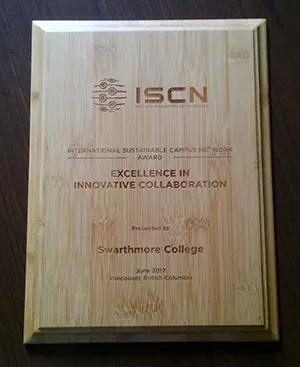 ISCN
INTERNATIONAL SUSTAINABLE CAMPUS NETWORK
AWARD
EXCELLENCE IN
INNOVATIVE COLLABORATION
Presented to
Swarthmore College
June 2017
Vancouver, British Columbia